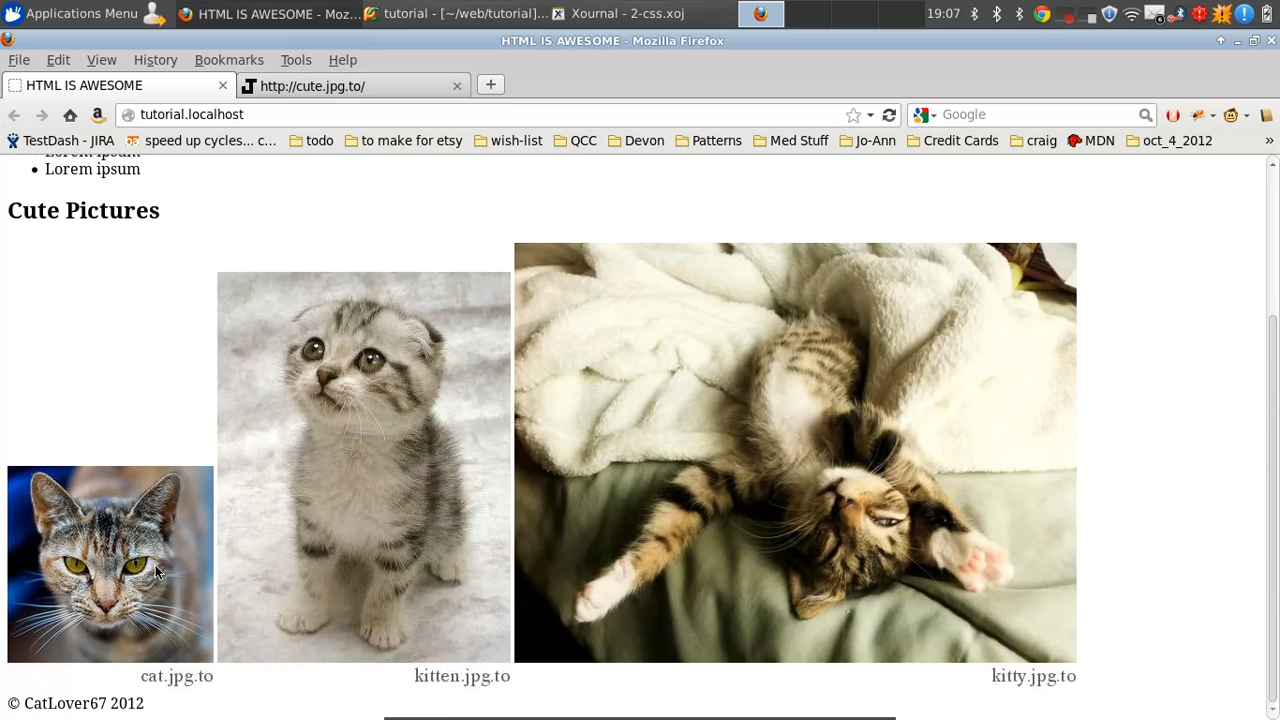 Applications Menu HTML IS AWESOME - Moz... tutorial - [~/web/tutorial]... Xournal - 2-css.xoj 19:07
HTML IS AWESOME - Mozilla Firefox
File Edit View History Bookmarks Tools Help
HTML IS AWESOME http://cute.jpg.to/
tutorial.localhost Google
TestDash - JIRA speed up cycles... c... todo to make for etsy wish-list QCC Devon Patterns Med Stuff Jo-Ann Credit Cards craig MDN oct_4_2012 »
Lorem ipsum
Lorem ipsum
Cute Pictures
cat.jpg.to kitten.jpg.to kitty.jpg.to
© CatLover67 2012